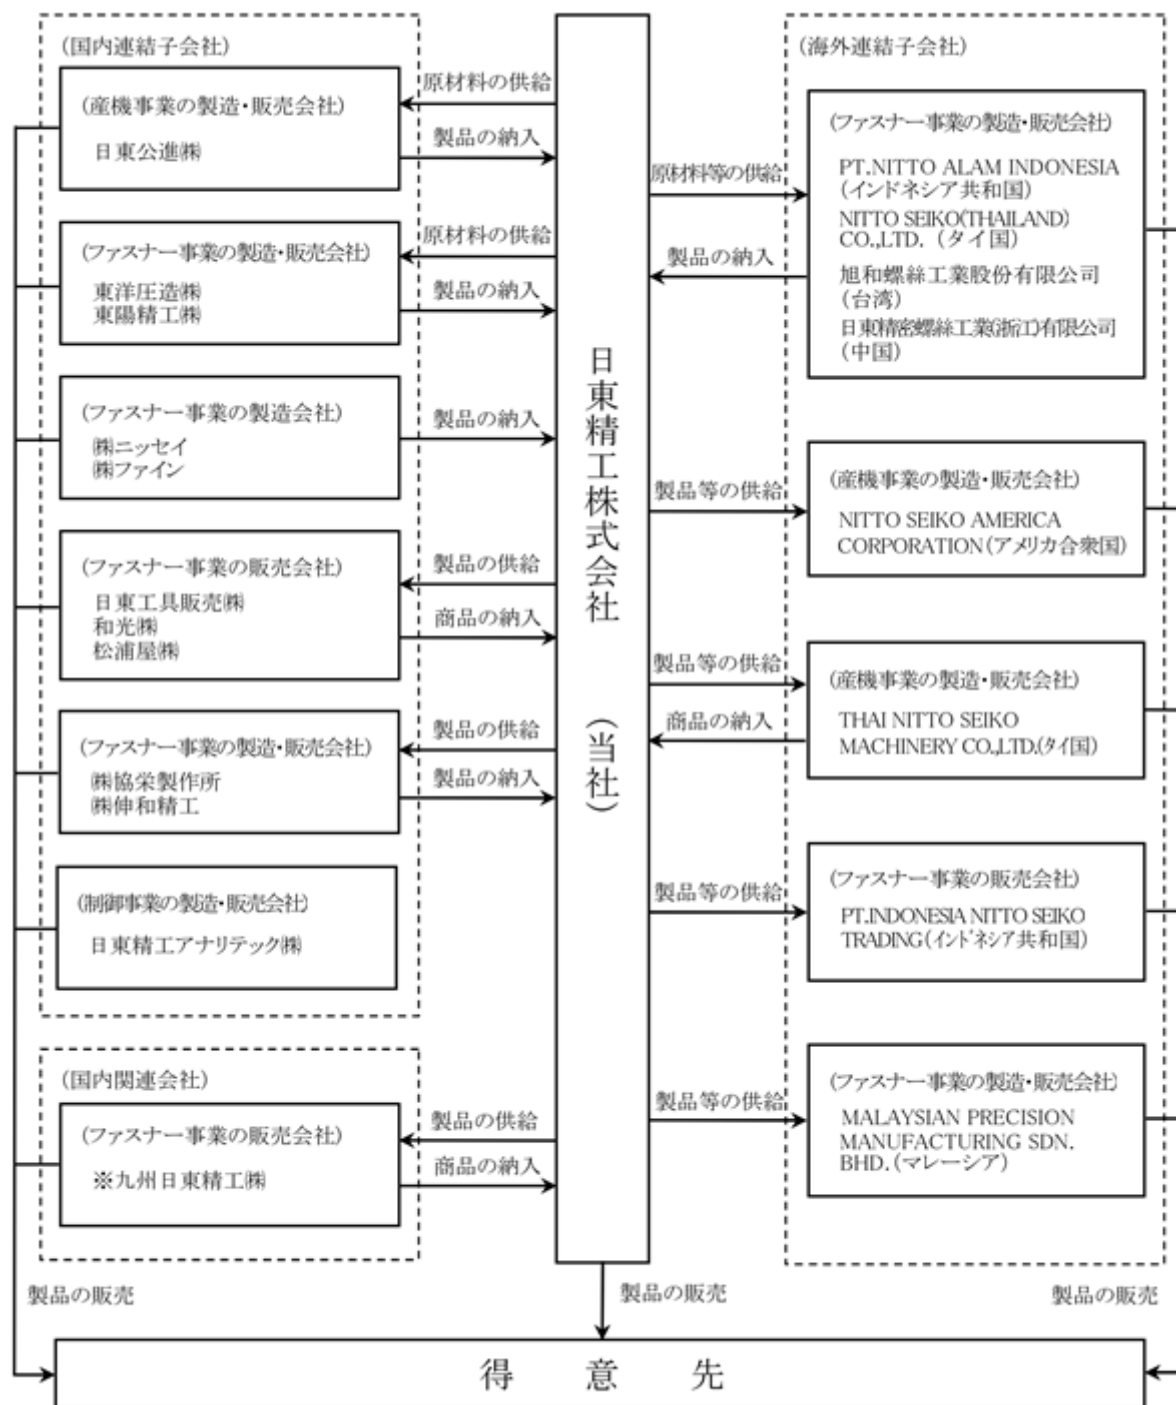 (国内連結子会社)
(産機事業の製造・販売会社)
日東公進㈱
原材料の供給
製品の納入
(ファスナー事業の製造・販売会社)
東洋圧造㈱
東陽精工㈱
原材料の供給
製品の納入
(ファスナー事業の製造会社)
㈱ニッセイ
㈱ファイン
製品の納入
(ファスナー事業の販売会社)
日東工具販売㈱
和光㈱
松浦屋㈱
製品の供給
商品の納入
(ファスナー事業の製造・販売会社)
㈱協栄製作所
㈱伸和精工
製品の供給
製品の納入
(制御事業の製造・販売会社)
日東精工アナリテック㈱
(国内関連会社)
(ファスナー事業の販売会社)
※九州日東精工㈱
製品の供給
商品の納入
製品の販売
日東精工株式会社(当社)
製品の販売
(海外連結子会社)
原材料等の供給
製品の納入
(ファスナー事業の製造・販売会社)
PT.NITTO ALAM INDONESIA
(インドネシア共和国)
NITTO SEIKO(THAILAND)
CO.,LTD. (タイ国)
旭和螺絲工業股份有限公司
(台湾)
日東精密螺絲工業(浙江)有限公司
(中国)
製品等の供給
(産機事業の製造・販売会社)
NITTO SEIKO AMERICA
CORPORATION(アメリカ合衆国)
製品等の供給
商品の納入
(産機事業の製造・販売会社)
THAI NITTO SEIKO
MACHINERY CO.,LTD.(タイ国)
製品等の供給
(ファスナー事業の販売会社)
PT.INDONESIA NITTO SEIKO
TRADING(インドネシア共和国)
製品等の供給
(ファスナー事業の製造・販売会社)
MALAYSIAN PRECISION
MANUFACTURING SDN.
BHD.(マレーシア)
製品の販売
得意先